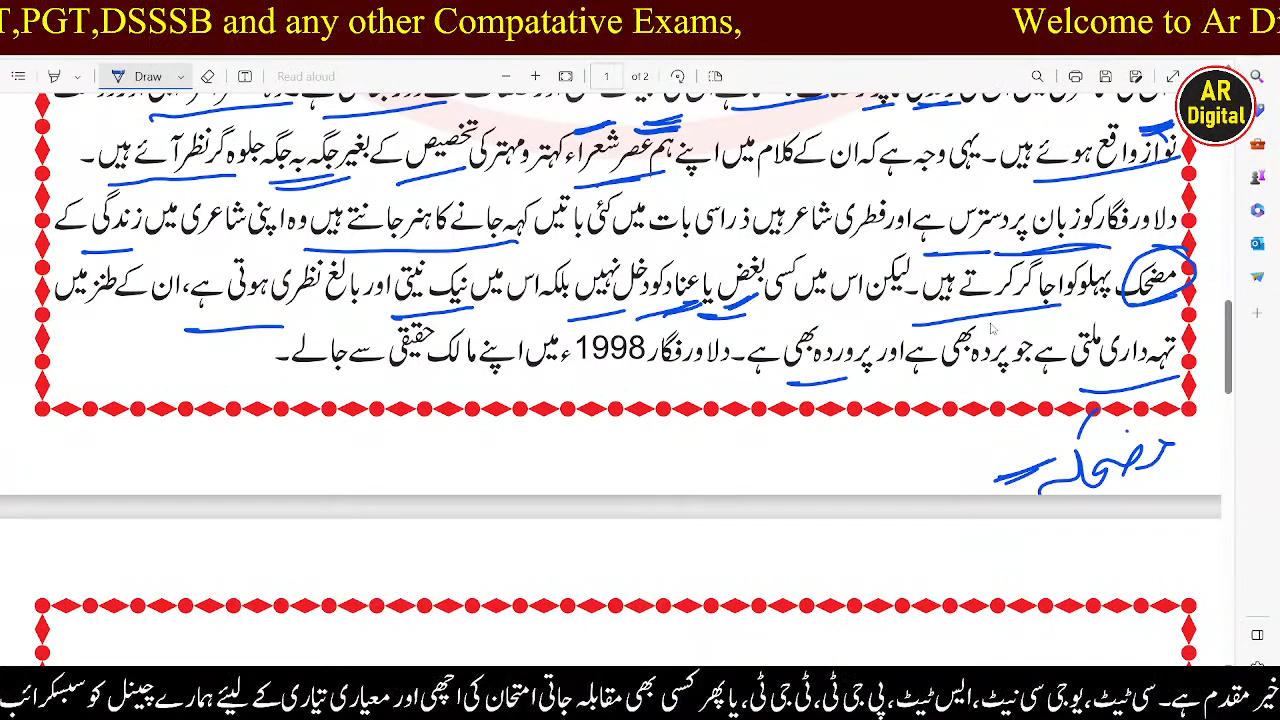 T,PGT,DSSSB and any other Compatative Exams,
Welcome to Ar Di
Draw
Read aloud
1
of 2
AR
Digital
نواز واقع ہوئے ہیں۔ یہی وجہ ہے کہ ان کے کلام میں اپنے ہم عصر شعراء کہتر و مہتر کی تخصیص کے بغیر جگہ بہ جگہ جلوہ گر نظر آئے ہیں۔
دلاور فگار کو زبان پر دسترس ہے اور فطری شاعر ہیں ذراسی بات میں کئی باتیں کہہ جانے کا ہنر جانتے ہیں وہ اپنی شاعری میں زندگی کے
مضحک پہلو کو اجاگر کرتے ہیں۔ لیکن اس میں کسی بغض یا عناد کو دخل نہیں بلکہ اس میں نیک نیتی اور بالغ نظری ہوتی ہے، ان کے طنز میں
تہہ داری ملتی ہے جو پردہ بھی ہے اور پروردہ بھی ہے۔ دلاور فگار 1998ء میں اپنے مالک حقیقی سے جالے۔
خیر مقدم ہے۔ سی ٹیٹ، یو جی سی نیٹ، ایس ٹیٹ، پی جی ٹی، ٹی جی ٹی، یا پھر کسی بھی مقابلہ جاتی امتحان کی اچھی اور معیاری تیاری کے لیئے ہمارے چینل کو سبسکرائب